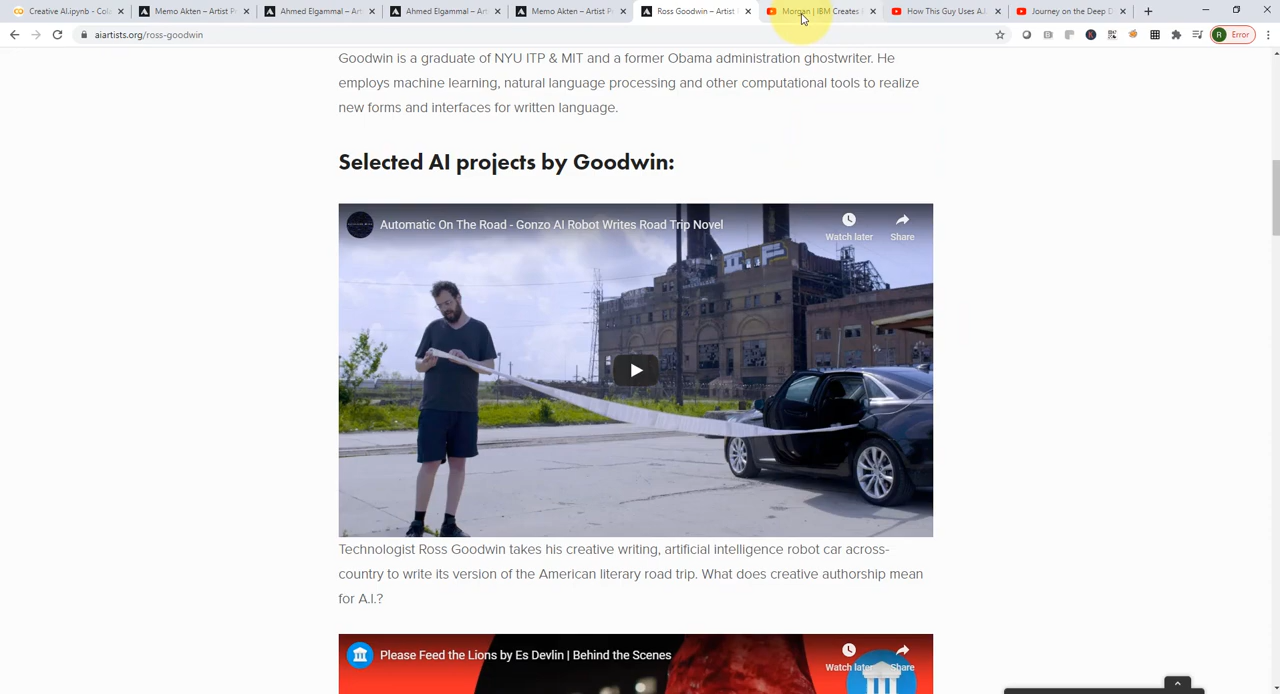 Creative AI.ipynb - Col
Memo Akten – Artist P
Ahmed Elgammal – Art
Ahmed Elgammal – Art
Memo Akten – Artist P
Ross Goodwin – Artist
Morgan | IBM Creates
How This Guy Uses A.I
Journey on the Deep D
aiartists.org/ross-goodwin
R Error
Goodwin is a graduate of NYU ITP & MIT and a former Obama administration ghostwriter. He
employs machine learning, natural language processing and other computational tools to realize
new forms and interfaces for written language.
Selected AI projects by Goodwin:
Automatic On The Road - Gonzo AI Robot Writes Road Trip Novel
Watch later Share
Technologist Ross Goodwin takes his creative writing, artificial intelligence robot car across-
country to write its version of the American literary road trip. What does creative authorship mean
for A.I.?
Please Feed the Lions by Es Devlin | Behind the Scenes
Watch later Share